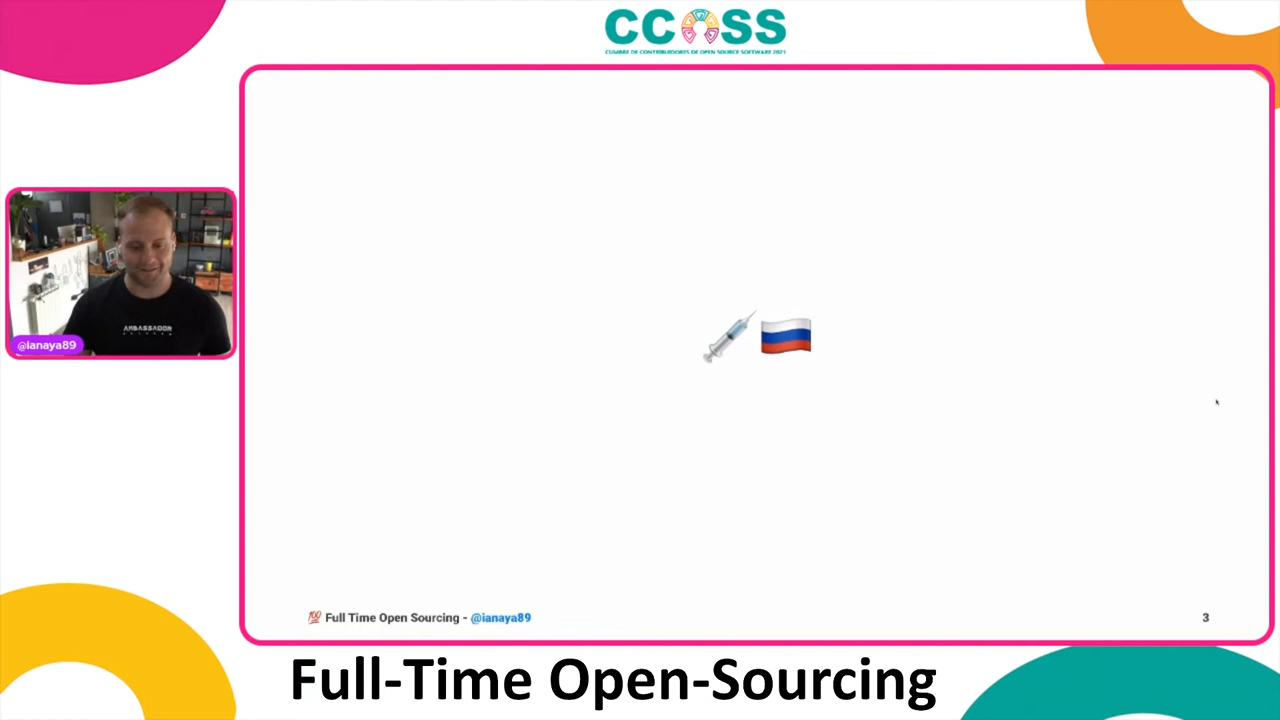 CCOSS
CUMBRE DE CONTRIBUIDORES DE OPEN SOURCE SOFTWARE 2021
AMBASSADOR
@ianaya89
💯 Full Time Open Sourcing - @ianaya89
3
Full-Time Open-Sourcing